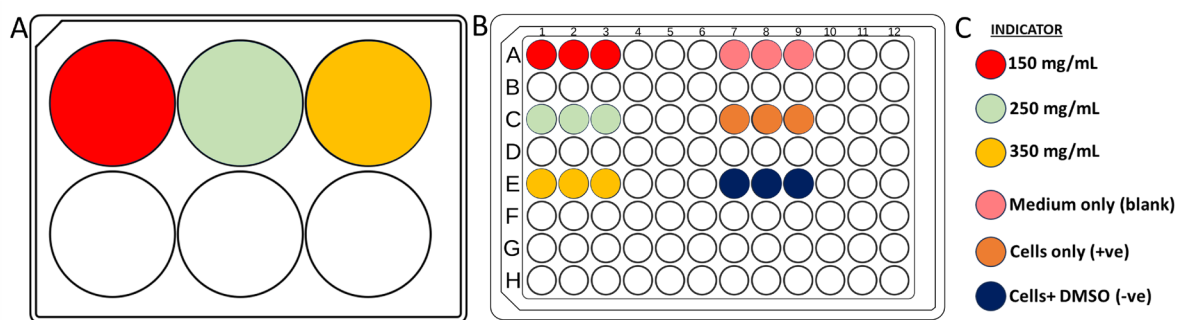 A
B
1 2 3 4 5 6 7 8 9 10 11 12
A
B
C
D
E
F
G
H
C
INDICATOR
150 mg/mL
250 mg/mL
350 mg/mL
Medium only (blank)
Cells only (+ve)
Cells+ DMSO (-ve)